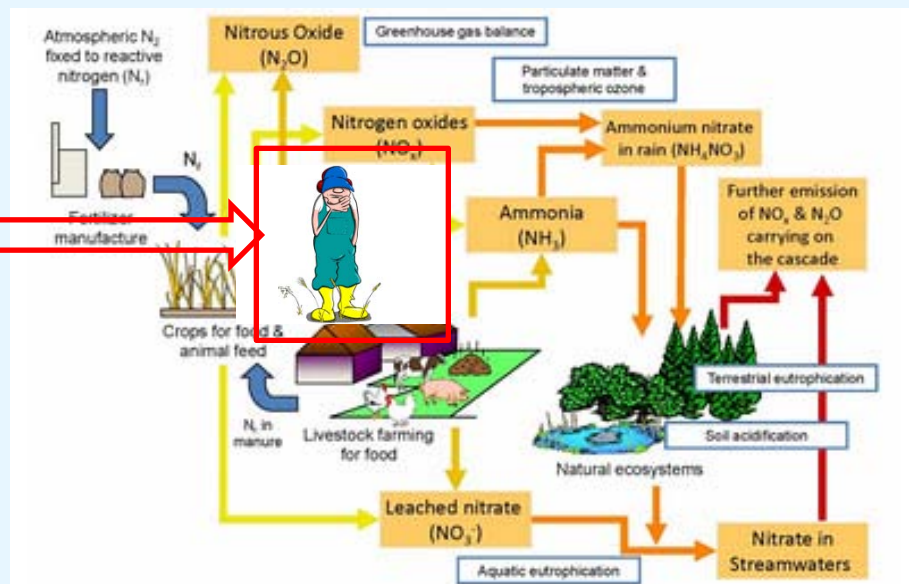 Atmospheric N₂
fixed to reactive
nitrogen (Nᵣ)
Nitrous Oxide
(N₂O)
Greenhouse gas balance
Particulate matter &
tropospheric ozone
Nitrogen oxides
(NOₓ)
Ammonium nitrate
in rain (NH₄NO₃)
Nᵣ
Fertilizer
manufacture
Ammonia
(NH₃)
Further emission
of NOₓ & N₂O
carrying on
the cascade
Crops for food &
animal feed
Terrestrial eutrophication
Nᵣ in
manure
Livestock farming
for food
Soil acidification
Natural ecosystems
Leached nitrate
(NO₃⁻)
Nitrate in
Streamwaters
Aquatic eutrophication